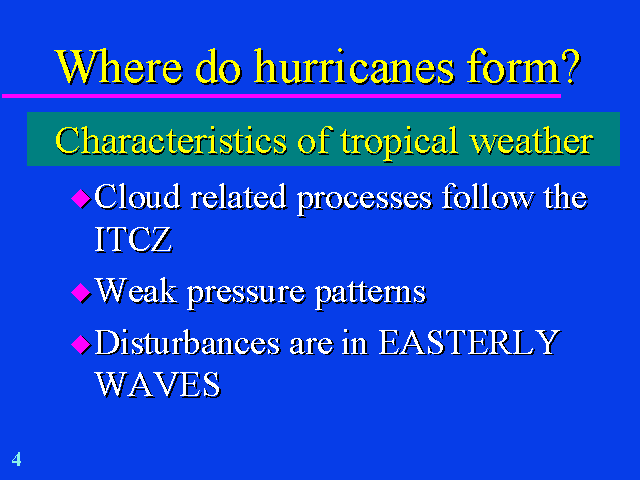 Where do hurricanes form?
Characteristics of tropical weather
Cloud related processes follow the
ITCZ
Weak pressure patterns
Disturbances are in EASTERLY
WAVES
4